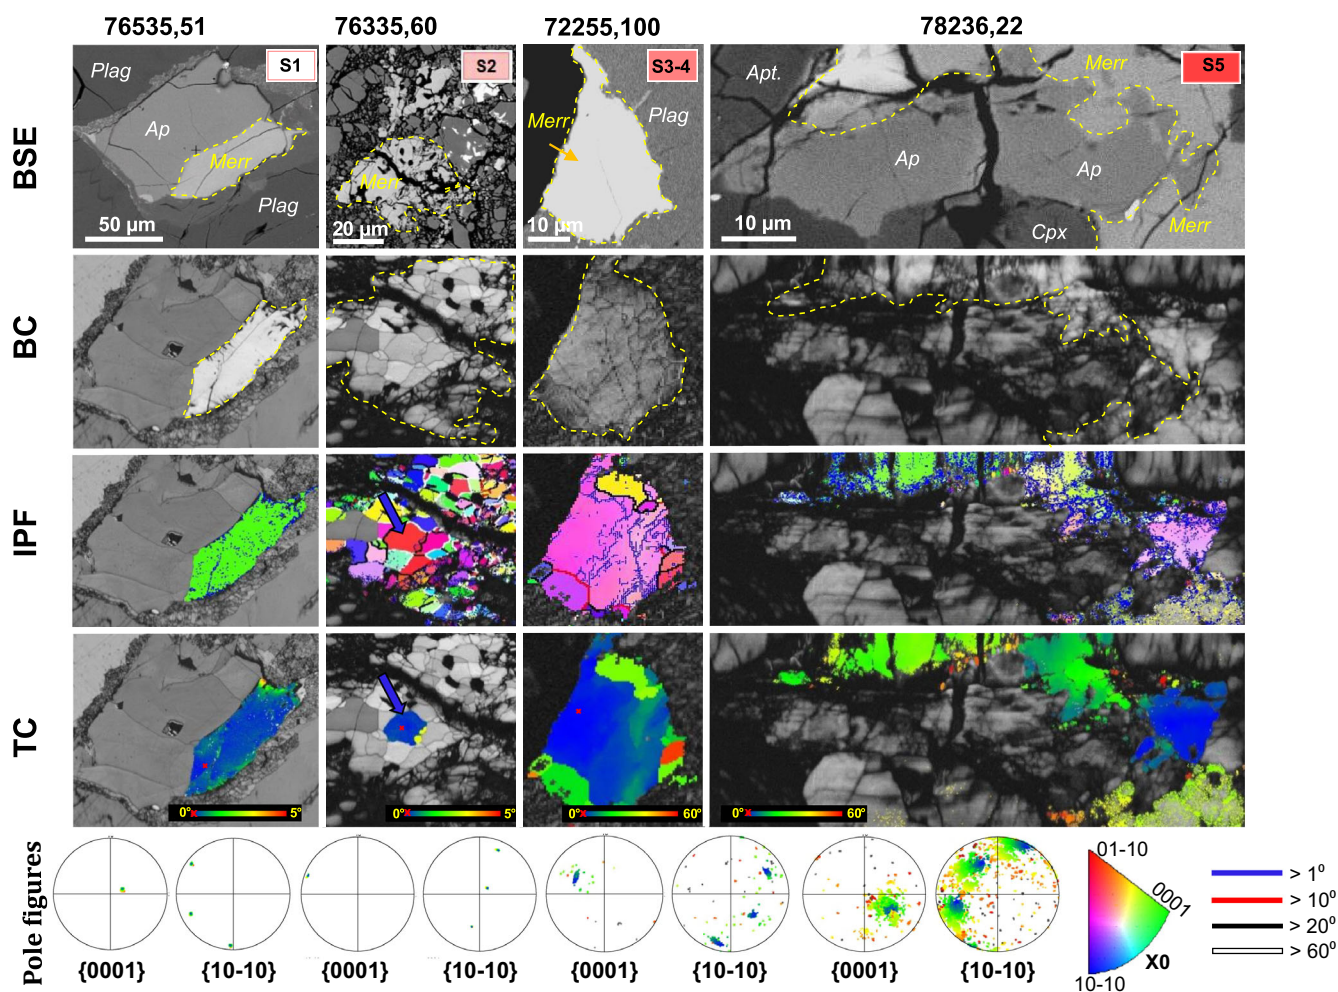 76535,51
76335,60
72255,100
78236,22
BSE
Plag
S1
Ap
Merr
Plag
50 µm
S2
Merr
20 µm
S3-4
Merr
Plag
10 µm
Apt.
Merr
S5
Ap
Ap
Cpx
Merr
10 µm
BC
IPF
TC
0°x 5°
0°x 5°
0°x 60°
0°x 60°
Pole figures
{0001}
{10-10}
{0001}
{10-10}
{0001}
{10-10}
{0001}
{10-10}
01-10
0001
X0
10-10
> 1⁰
> 10⁰
> 20⁰
> 60⁰